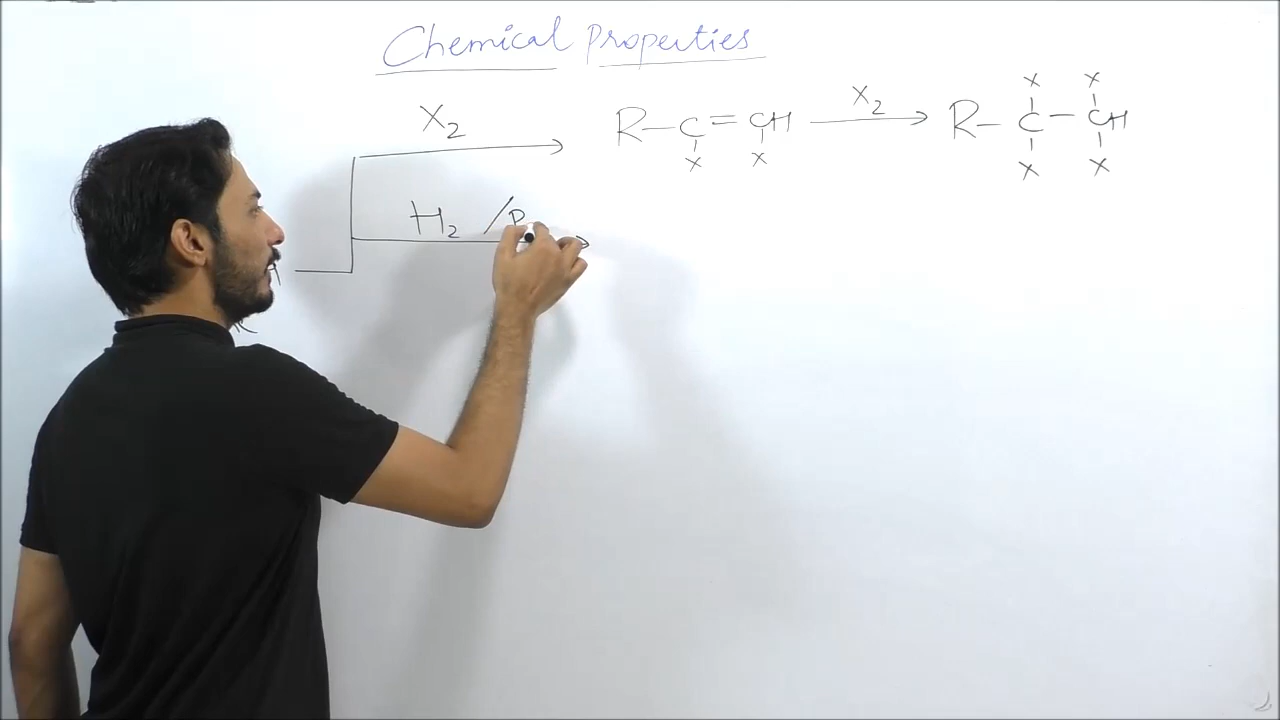 Chemical Properties
X2
R-C=CH X2 R-C-CH
X X X X X X
H2 /P